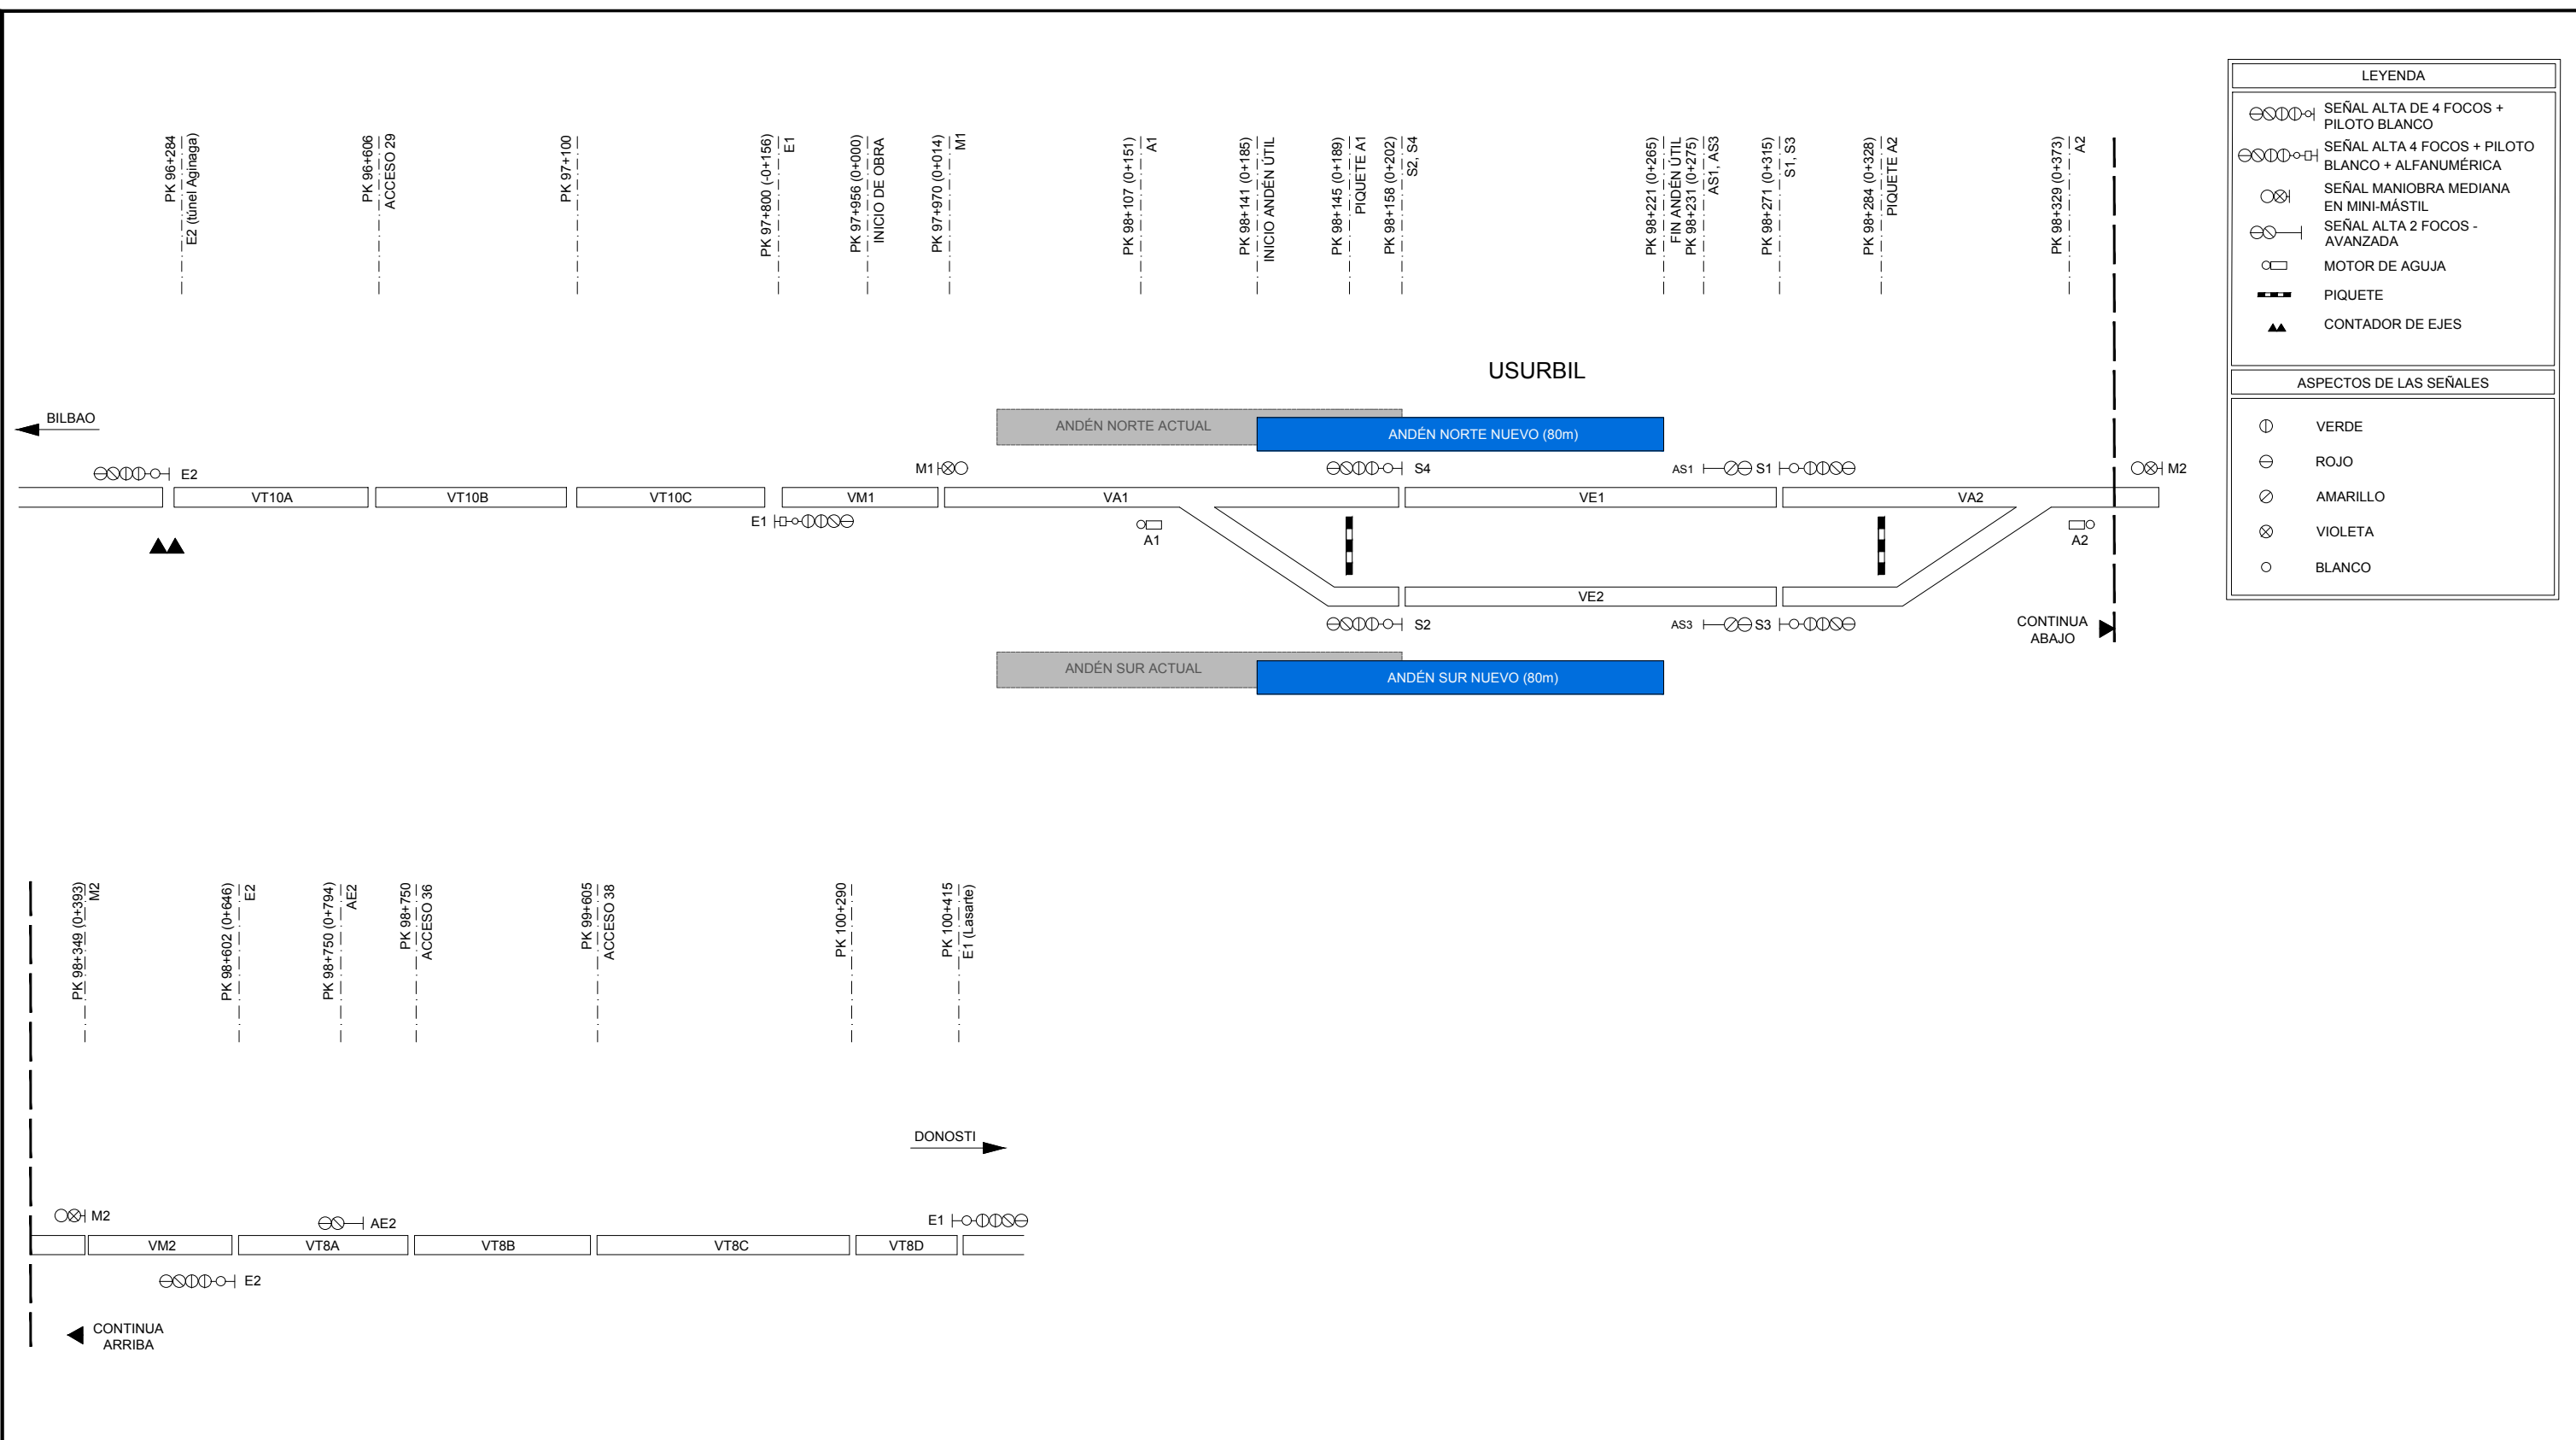 PK 96+284
E2 (túnel Aginaga)
PK 96+606
ACCESO 29
PK 97+100
PK 97+800 (-0+156)
E1
PK 97+956 (0+000)
INICIO DE OBRA
PK 97+970 (0+014)
M1
PK 98+107 (0+151)
A1
PK 98+141 (0+185)
INICIO ANDÉN ÚTIL
PK 98+145 (0+189)
PIQUETE A1
PK 98+158 (0+202)
S2, S4
PK 98+221 (0+265)
FIN ANDÉN ÚTIL
PK 98+231 (0+275)
AS1, AS3
PK 98+271 (0+315)
S1, S3
PK 98+284 (0+328)
PIQUETE A2
PK 98+329 (0+373)
A2
LEYENDA
SEÑAL ALTA DE 4 FOCOS +
PILOTO BLANCO
SEÑAL ALTA 4 FOCOS + PILOTO
BLANCO + ALFANUMÉRICA
SEÑAL MANIOBRA MEDIANA
EN MINI-MÁSTIL
SEÑAL ALTA 2 FOCOS -
AVANZADA
MOTOR DE AGUJA
PIQUETE
CONTADOR DE EJES
ASPECTOS DE LAS SEÑALES
VERDE
ROJO
AMARILLO
VIOLETA
BLANCO
USURBIL
BILBAO
ANDÉN NORTE ACTUAL
ANDÉN NORTE NUEVO (80m)
E2
M1
S4
AS1
S1
M2
VT10A
VT10B
VT10C
VM1
VA1
VE1
VA2
E1
A1
A2
VE2
S2
AS3
S3
CONTINUA
ABAJO
ANDÉN SUR ACTUAL
ANDÉN SUR NUEVO (80m)
PK 98+349 (0+393)
M2
PK 98+602 (0+646)
E2
PK 98+750 (0+794)
AE2
PK 98+750
ACCESO 36
PK 99+605
ACCESO 38
PK 100+290
PK 100+415
E1 (Lasarte)
DONOSTI
M2
AE2
E1
VM2
VT8A
VT8B
VT8C
VT8D
E2
CONTINUA
ARRIBA